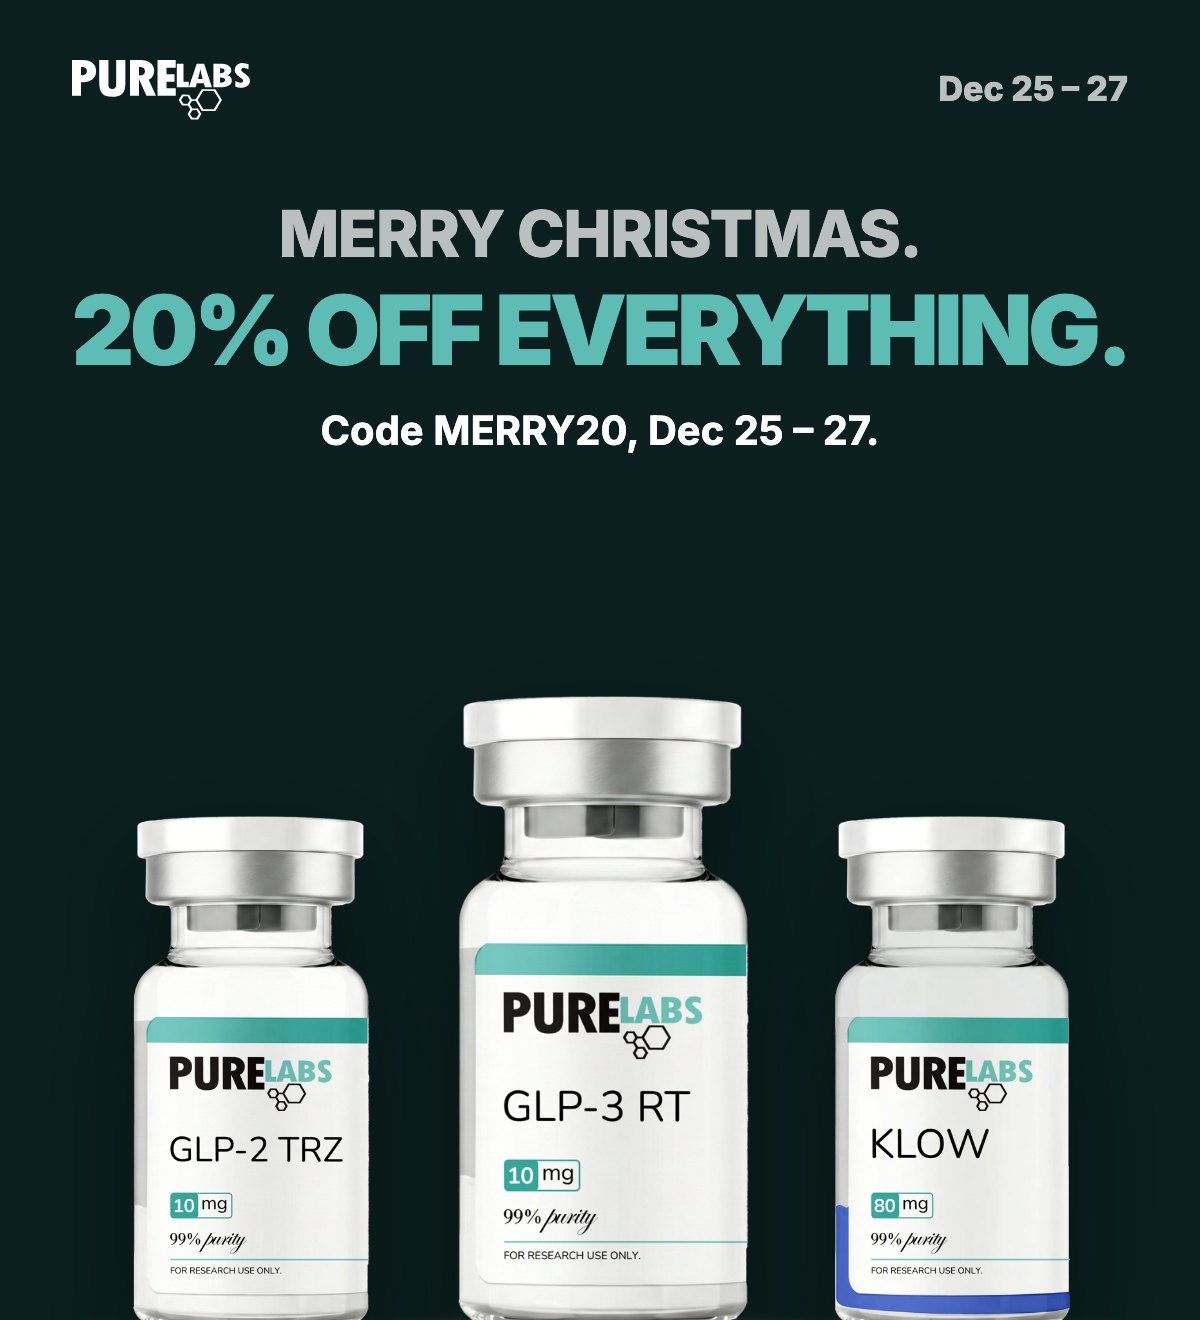 PURELABS
Dec 25 – 27
MERRY CHRISTMAS.
20% OFF EVERYTHING.
Code MERRY20, Dec 25 – 27.
PURELABS
GLP-2 TRZ
10 mg
99% purity
FOR RESEARCH USE ONLY.
PURELABS
GLP-3 RT
10 mg
99% purity
FOR RESEARCH USE ONLY.
PURELABS
KLOW
80 mg
99% purity
FOR RESEARCH USE ONLY.